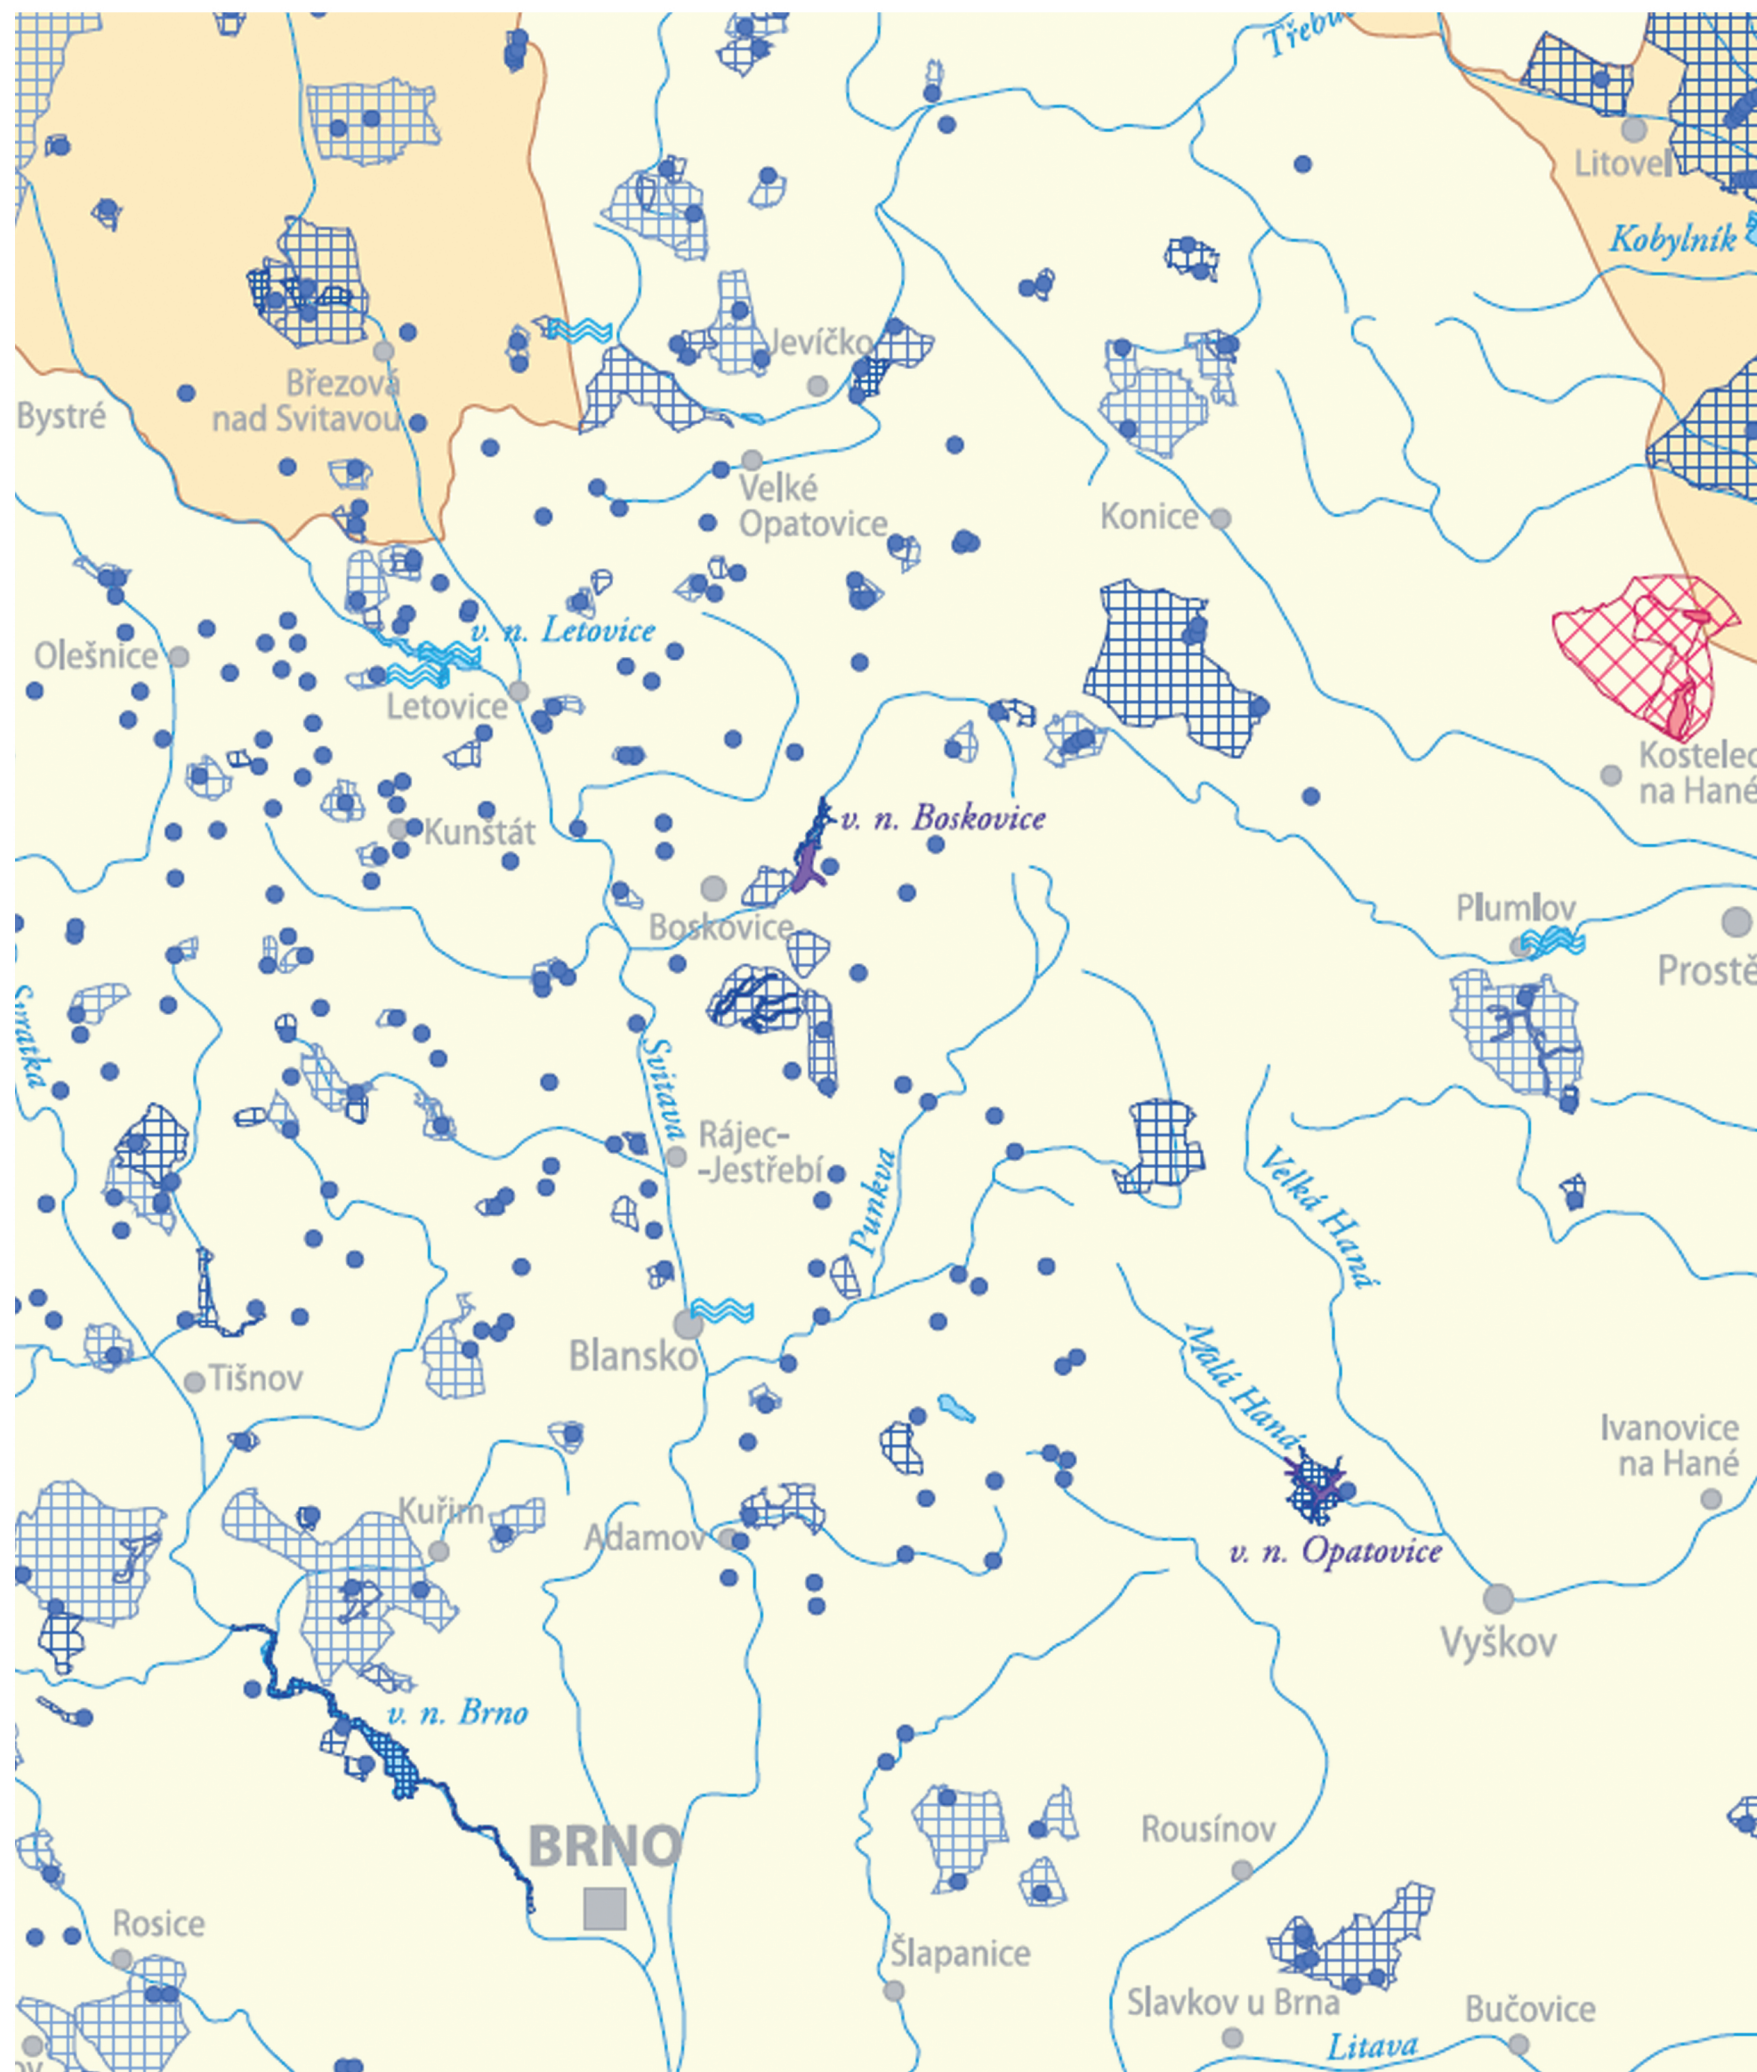 Litovel
Kobylník
Jevíčko
Březová
nad Svitavou
Bystré
Velké
Opatovice
Konice
v. n. Letovice
Olešnice
Letovice
Kostelec
na Hané
v. n. Boskovice
Kunštát
Boskovice
Plumlov
Svratka
Svitava
Rájec-
-Jestřebí
Punkva
Velká Haná
Blansko
Malá Haná
Tišnov
Ivanovice
na Hané
Kuřim
Adamov
v. n. Opatovice
Vyškov
v. n. Brno
BRNO
Rousínov
Rosice
Šlapanice
Slavkov u Brna
Bučovice
Litava